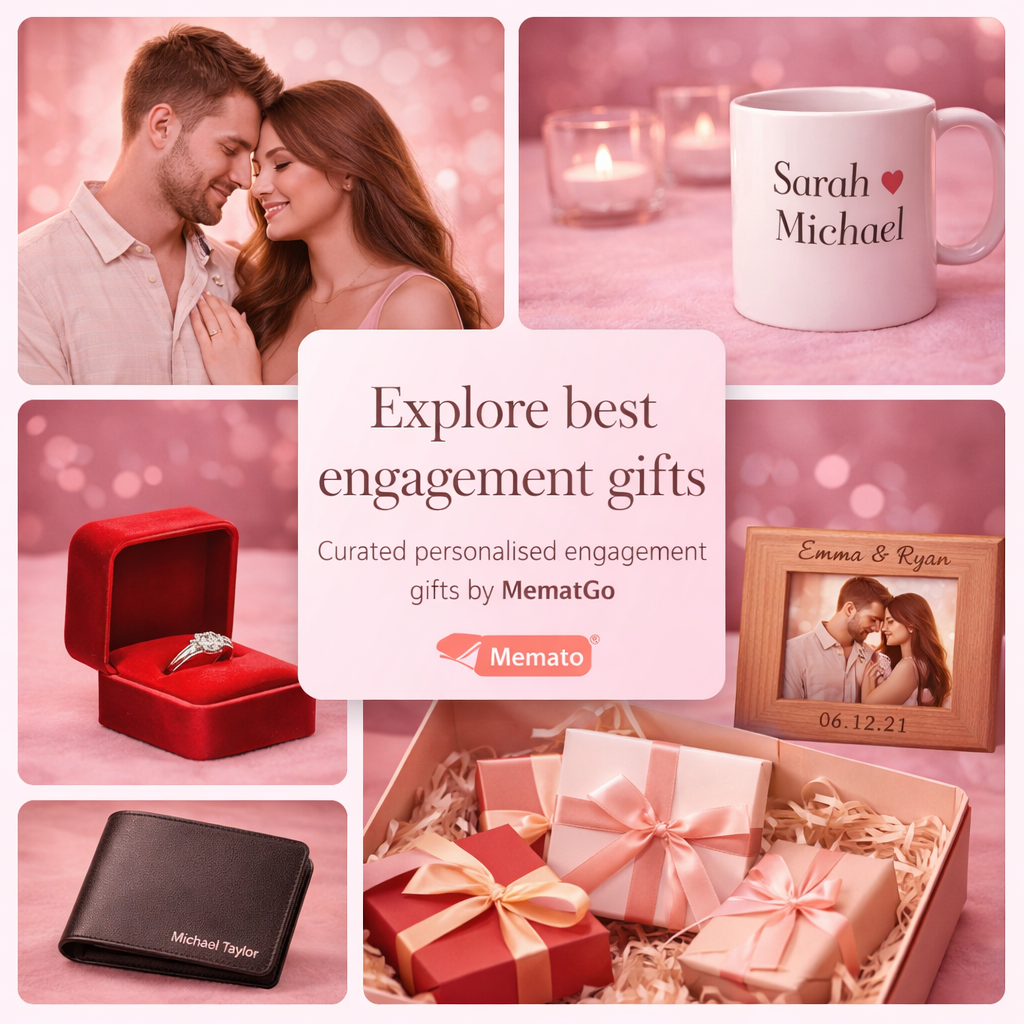 Sarah ❤
Michael
Explore best
engagement gifts
Curated personalised engagement
gifts by MematGo
Memato®
Emma & Ryan
06.12.21
Michael Taylor